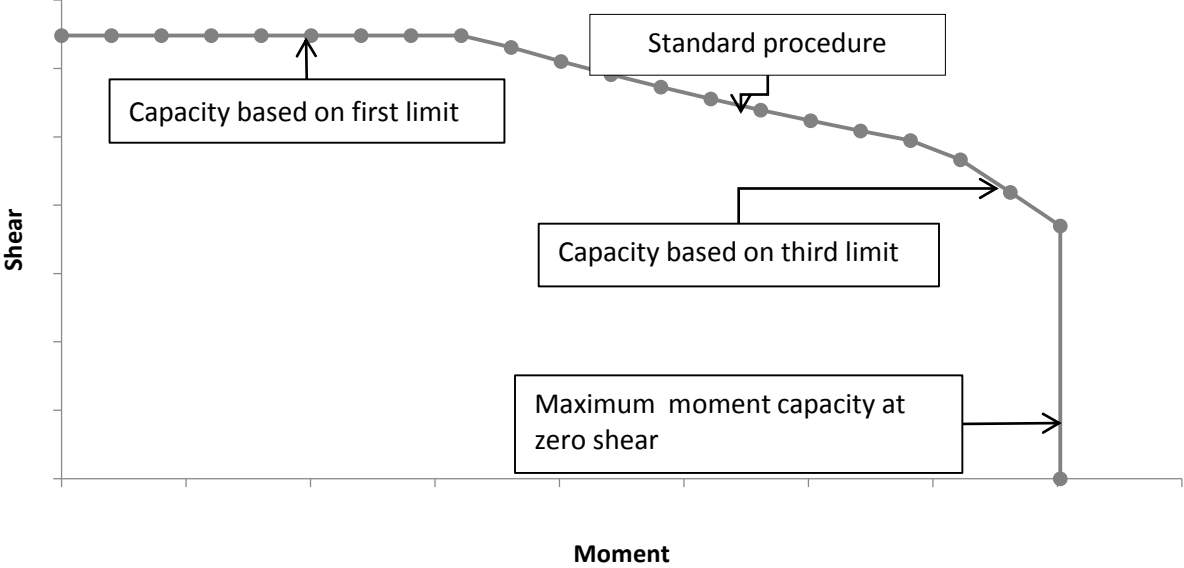 Standard procedure
Capacity based on first limit
Shear
Capacity based on third limit
Maximum moment capacity at
zero shear
Moment